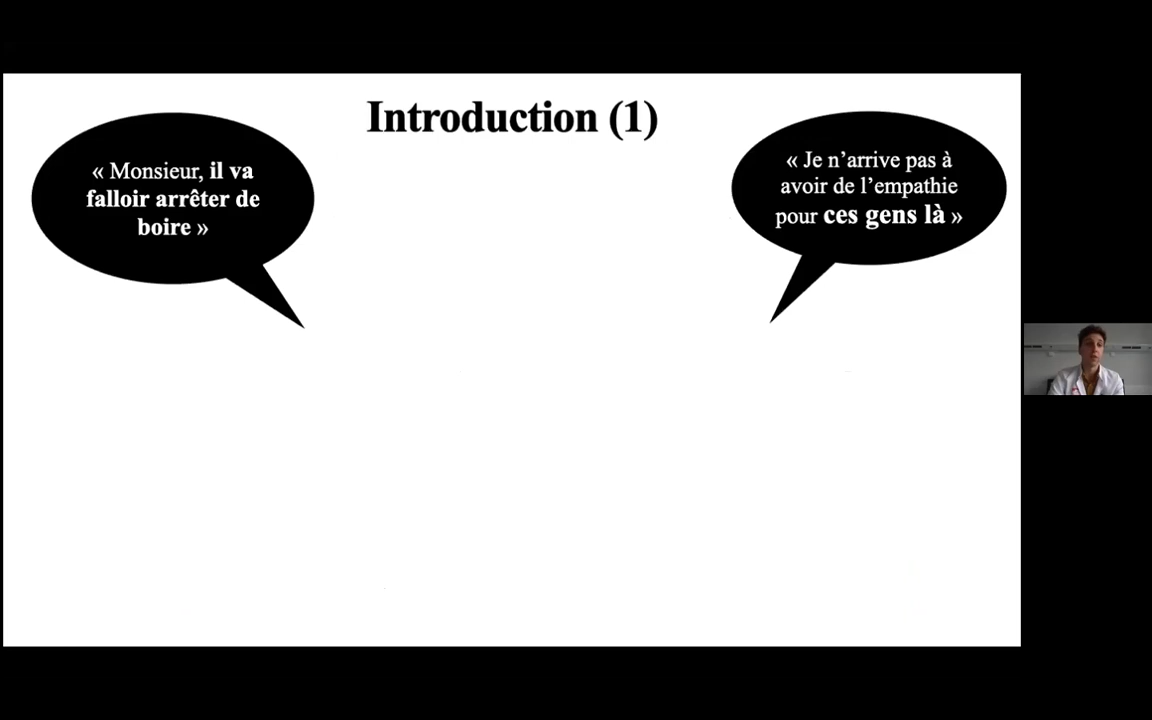 Introduction (1)
« Monsieur, il va
falloir arrêter de
boire »
« Je n’arrive pas à
avoir de l’empathie
pour ces gens là »